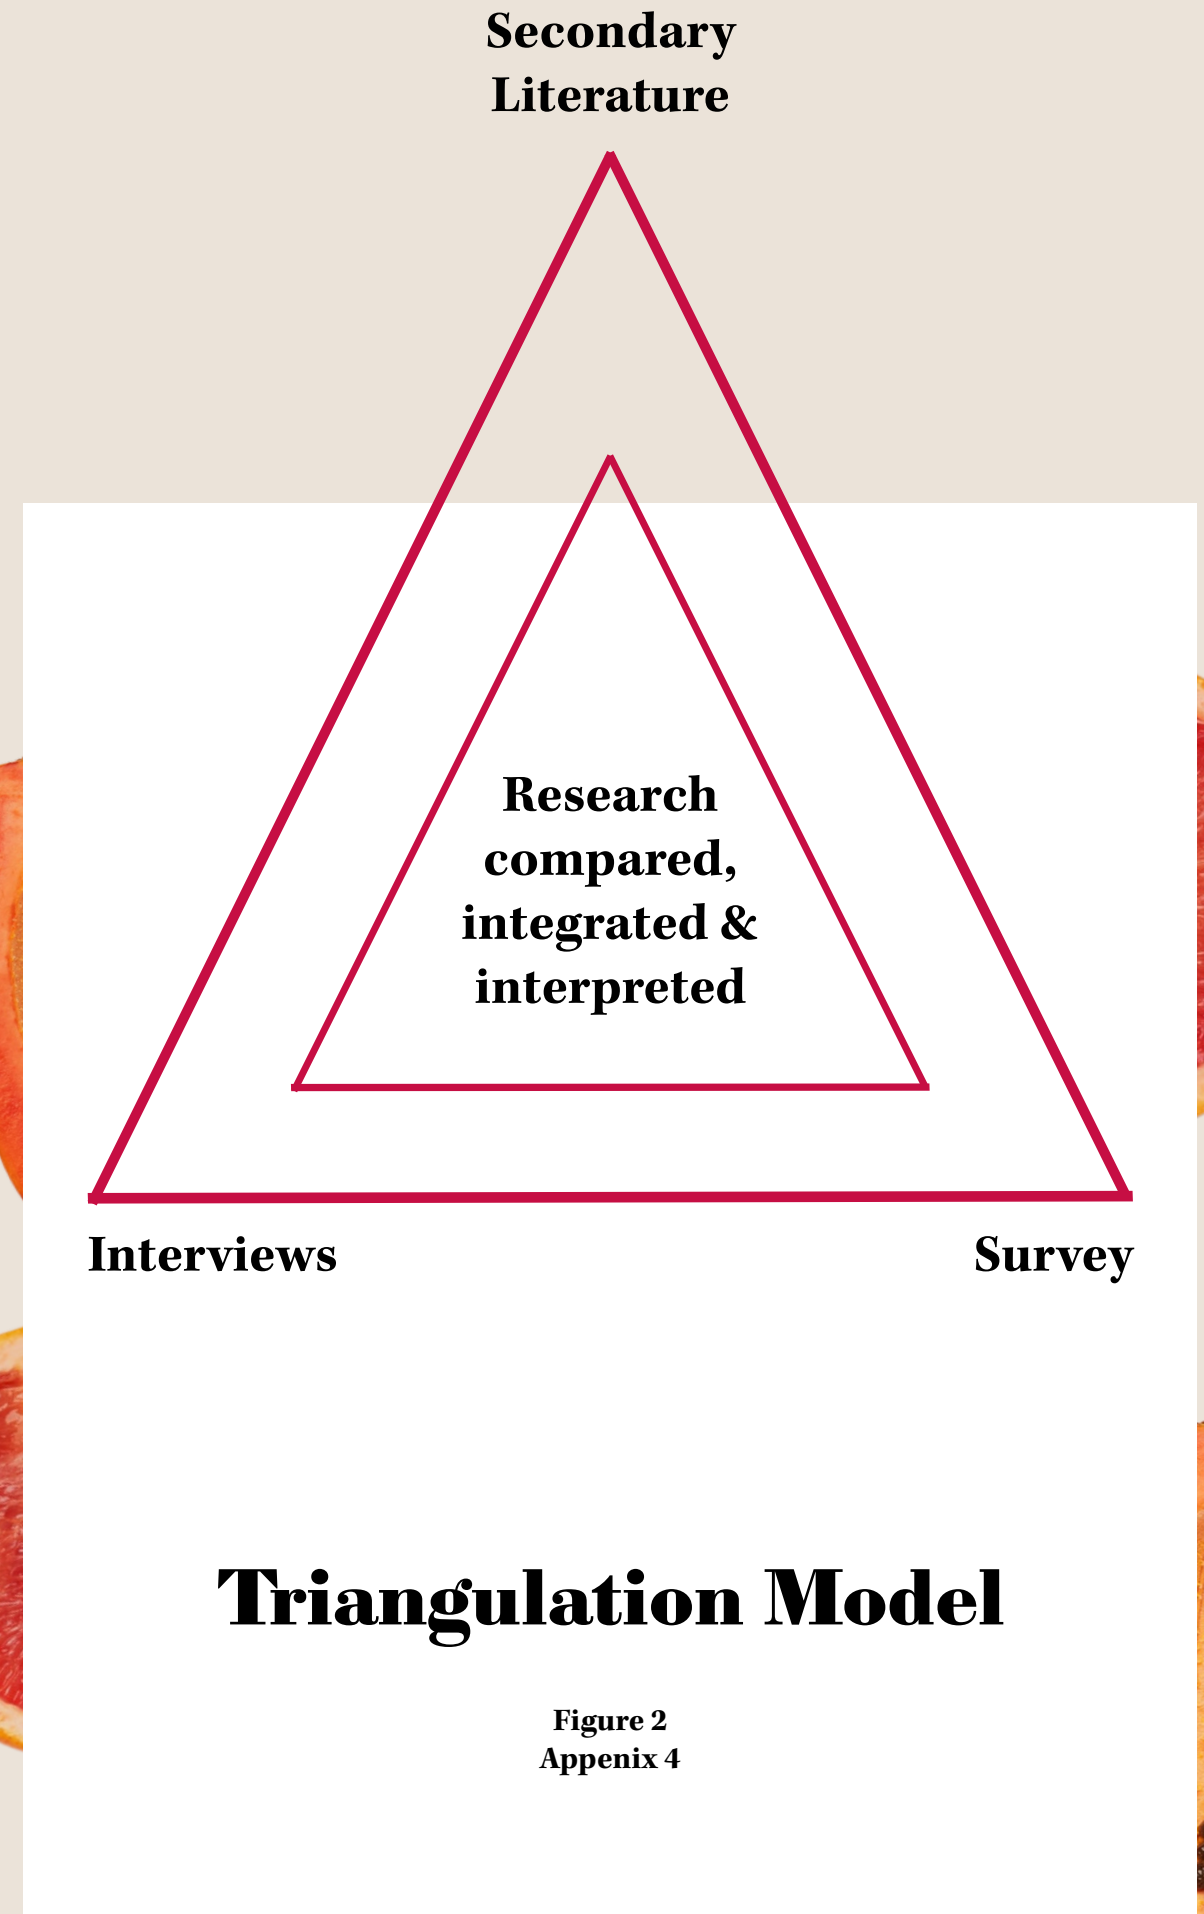 Secondary
Literature
Research
compared,
integrated &
interpreted
Interviews
Survey
Triangulation Model
Figure 2
Appenix 4